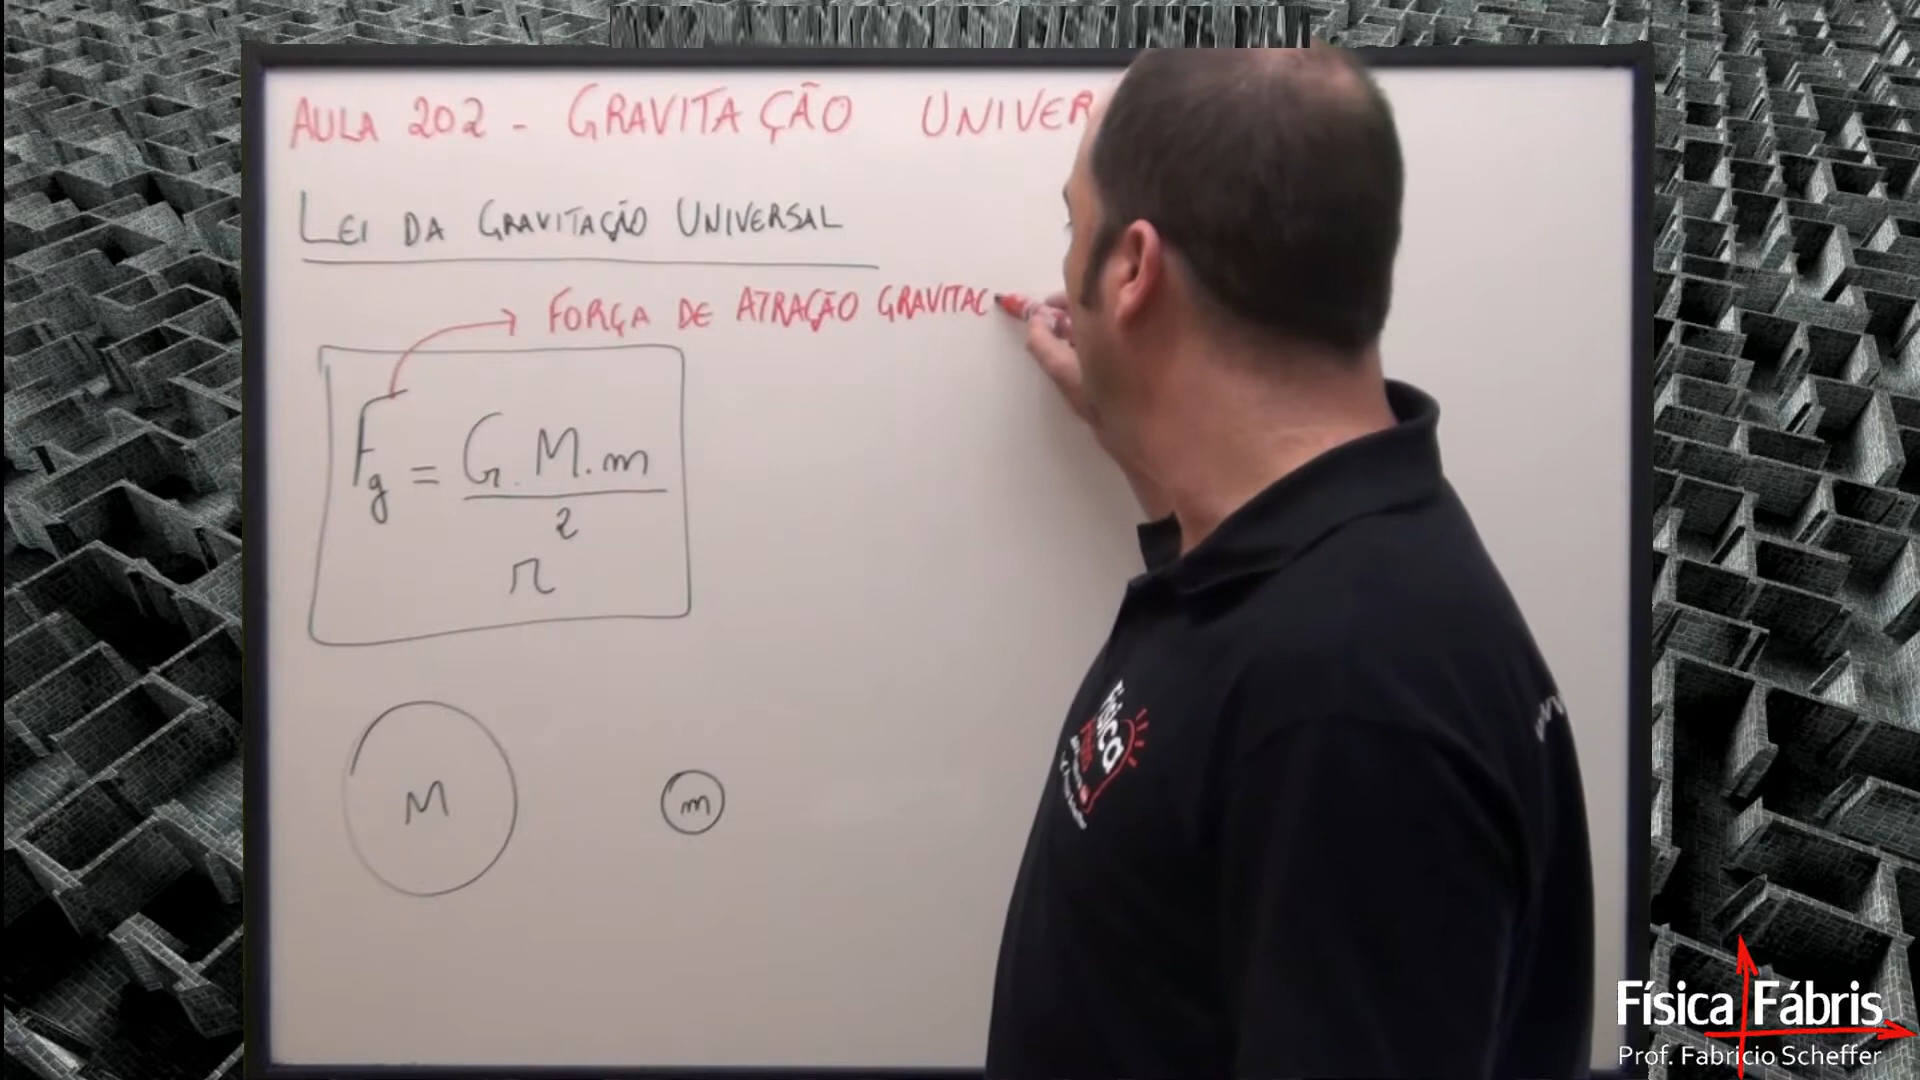 AULA 202 - GRAVITAÇÃO UNIVER
LEI DA GRAVITAÇÃO UNIVERSAL
FORÇA DE ATRAÇÃO GRAVITAC
Fg = G.M.m
r²
M
m
Física
Física Fábris
Prof. Fabricio Scheffer